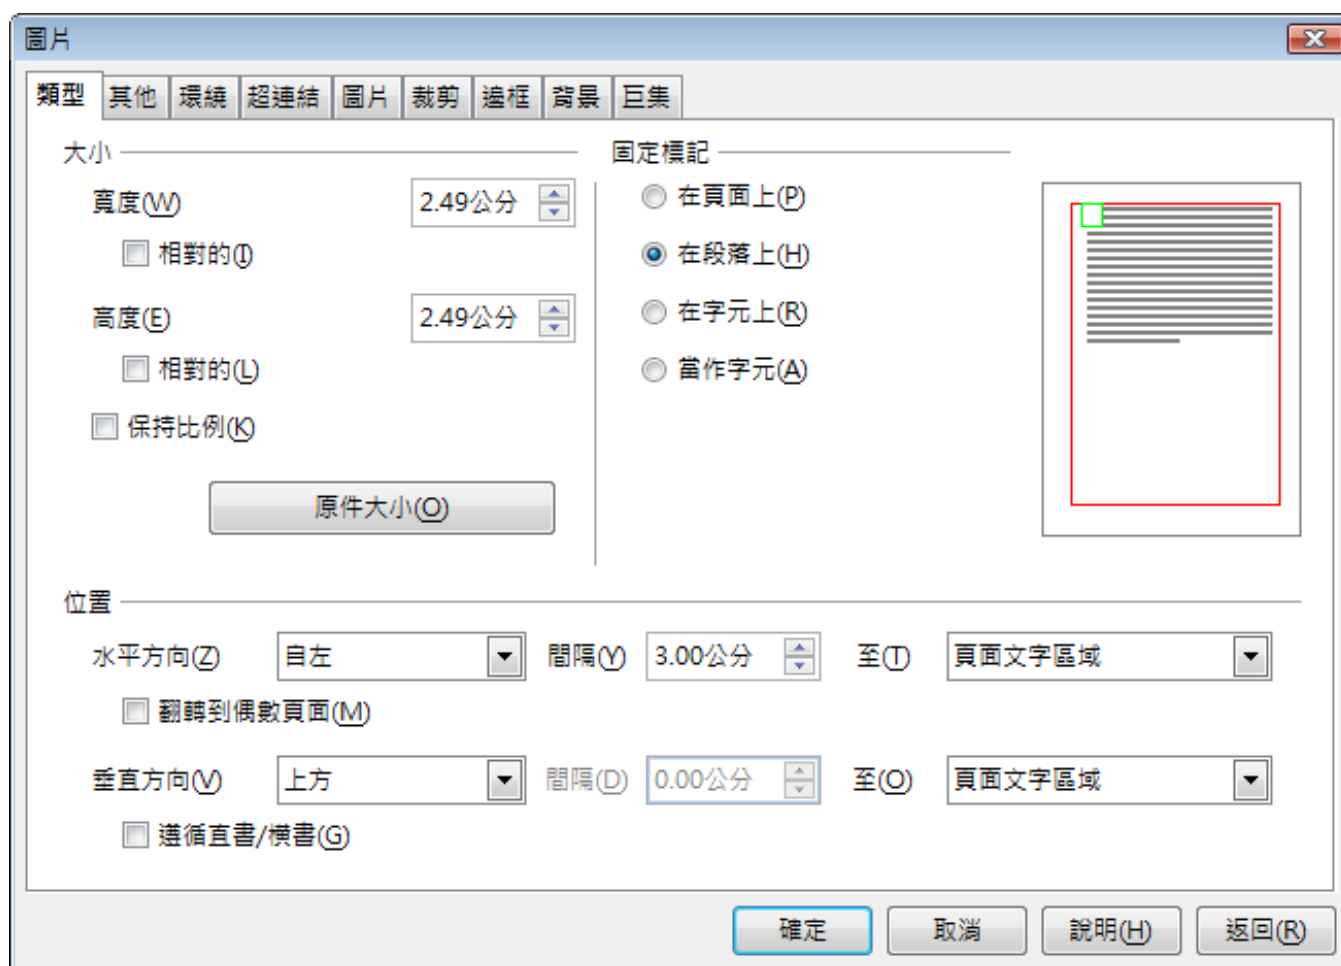 圖片
類型 其他 環繞 超連結 圖片 裁剪 邊框 背景 巨集
大小
寬度(W) 2.49公分
相對的(I)
高度(E) 2.49公分
相對的(L)
保持比例(K)
原件大小(O)
固定標記
在頁面上(P)
在段落上(H)
在字元上(R)
當作字元(A)
位置
水平方向(Z) 自左 間隔(Y) 3.00公分 至(T) 頁面文字區域
翻轉到偶數頁面(M)
垂直方向(V) 上方 間隔(D) 0.00公分 至(O) 頁面文字區域
遵循直書/橫書(G)
確定 取消 說明(H) 返回(R)